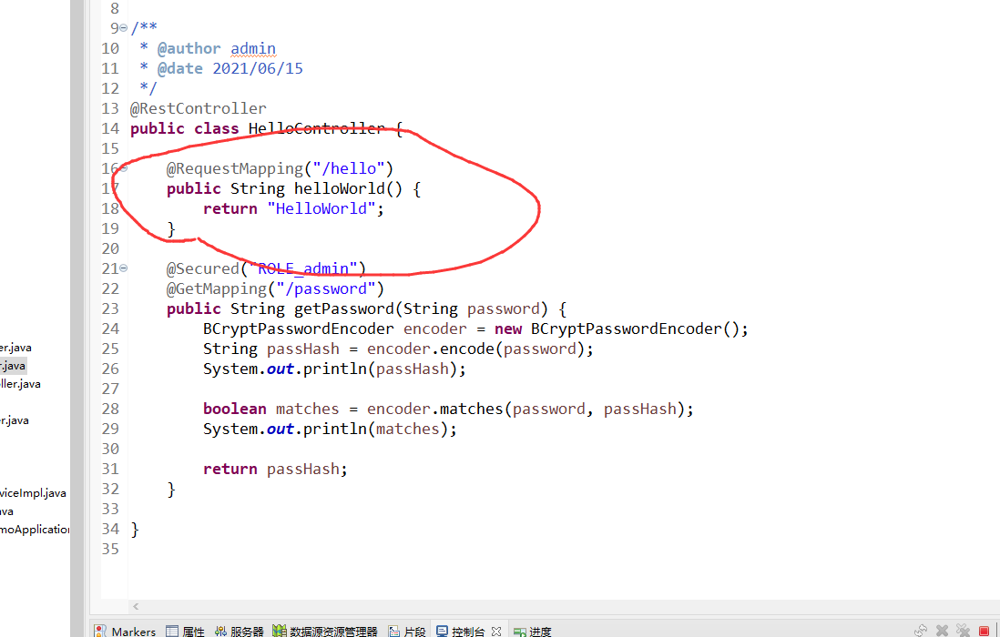 8
9 /**
10 * @author admin
11 * @date 2021/06/15
12 */
13 @RestController
14 public class HelloController {
15
16 @RequestMapping("/hello")
17 public String helloWorld() {
18 return "HelloWorld";
19 }
20
21 @Secured("ROLE_admin")
22 @GetMapping("/password")
23 public String getPassword(String password) {
24 BCryptPasswordEncoder encoder = new BCryptPasswordEncoder();
25 String passHash = encoder.encode(password);
26 System.out.println(passHash);
27
28 boolean matches = encoder.matches(password, passHash);
29 System.out.println(matches);
30
31 return passHash;
32 }
33
34 }
35
er.java
r.java
ller.java
er.java
viceImpl.java
ava
moApplication
Markers 属性 服务器 数据源资源管理器 片段 控制台 进度